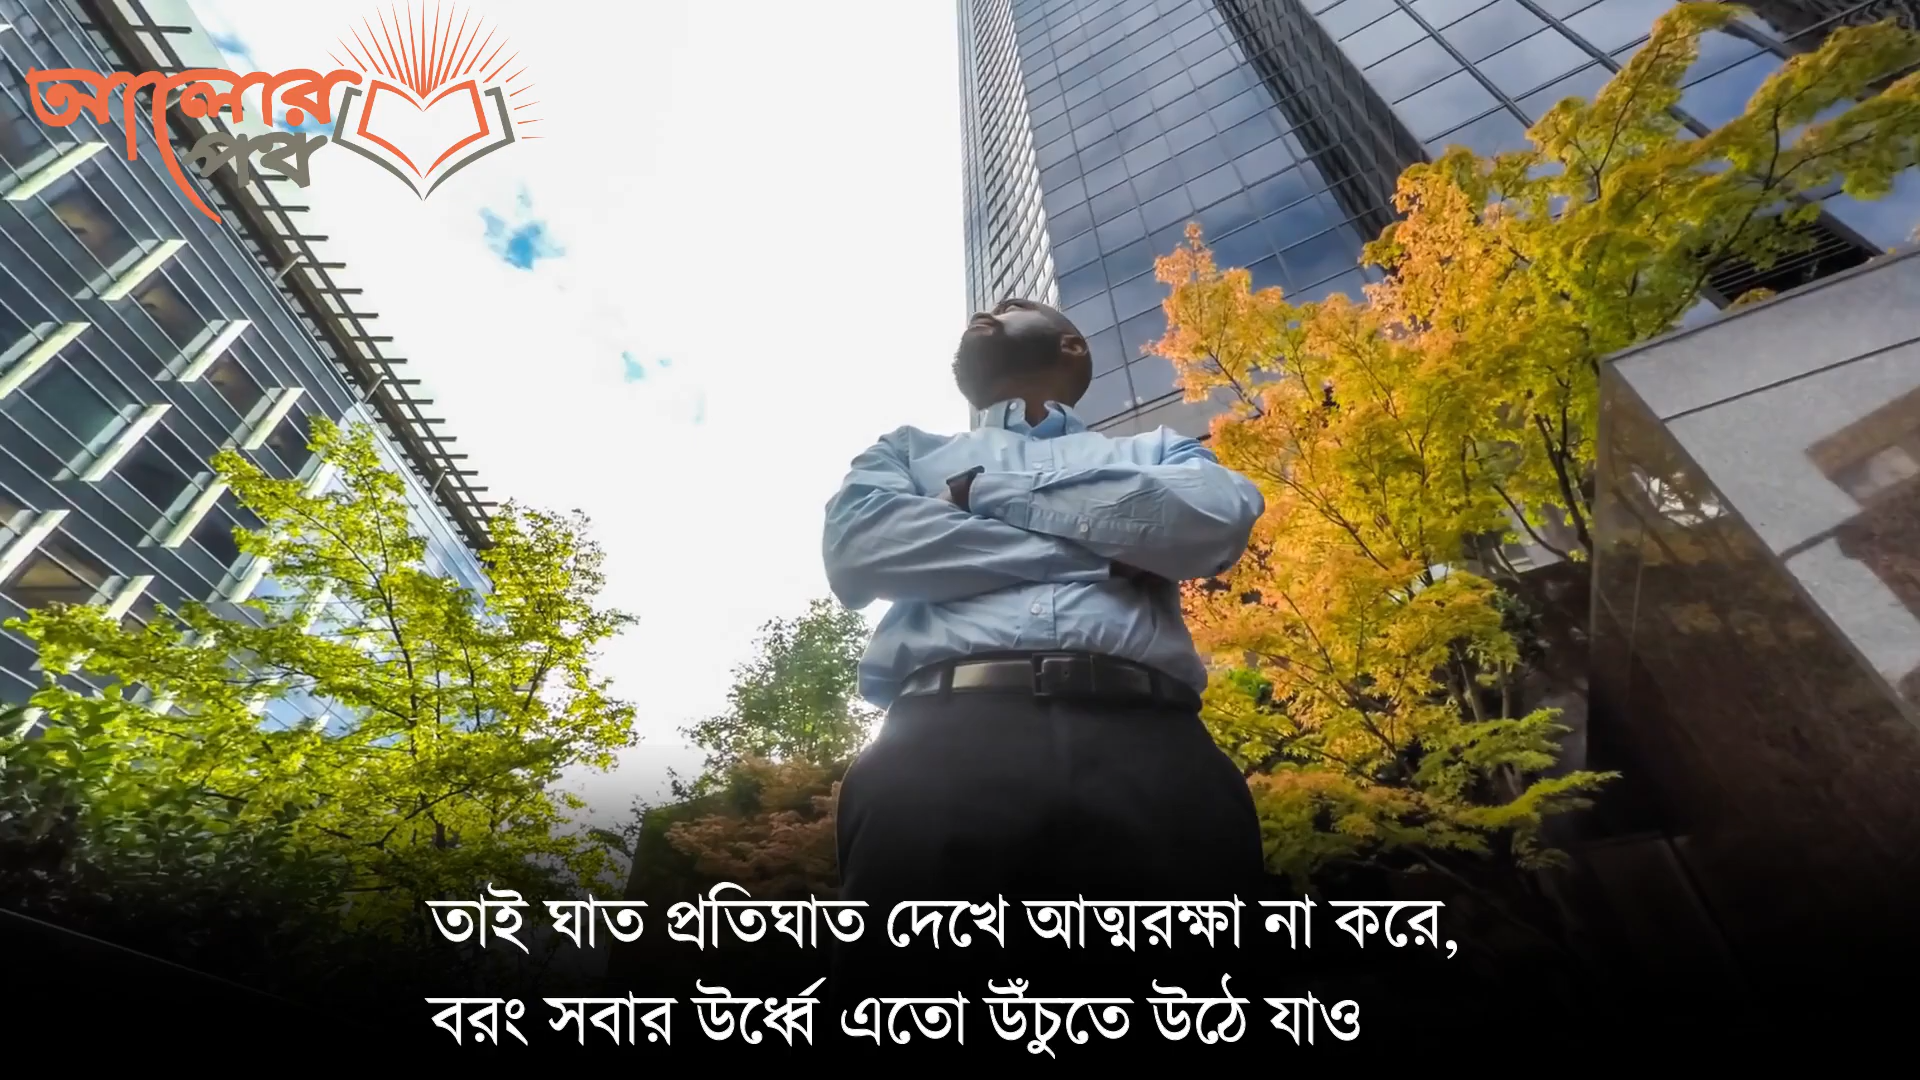 আলোর
পথ
তাই ঘাত প্রতিঘাত দেখে আত্মরক্ষা না করে,
বরং সবার উর্ধ্বে এতো উঁচুতে উঠে যাও